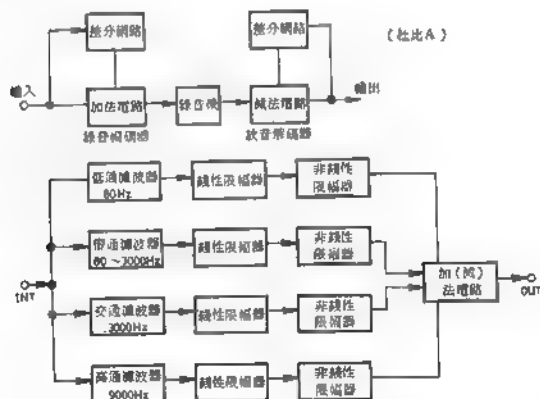 差分網路
差分網路
(杜比A)
輸入
輸出
加法電路
錄音機
減法電路
錄音編碼器
放音解碼器
低通濾波器
80Hz
線性限幅器
非線性
限幅器
帶通濾波器
80~3000Hz
線性限幅器
非線性
限幅器
INT
加(減)
法電路
OUT
交通濾波器
3000Hz
線性限幅器
非線性
限幅器
高通濾波器
9000Hz
線性限幅器
非線性
限幅器